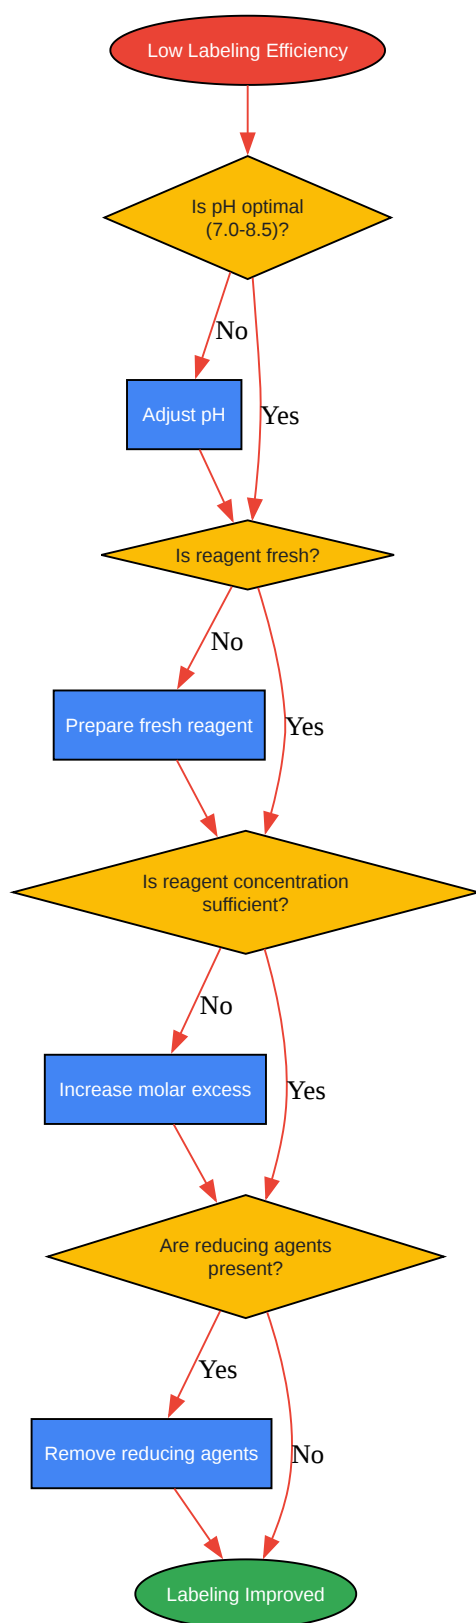 Low Labeling Efficiency
Is pH optimal
(7.0-8.5)?
No
Adjust pH
Yes
Is reagent fresh?
No
Prepare fresh reagent
Yes
Is reagent concentration
sufficient?
No
Increase molar excess
Yes
Are reducing agents
present?
Yes
Remove reducing agents
No
Labeling Improved